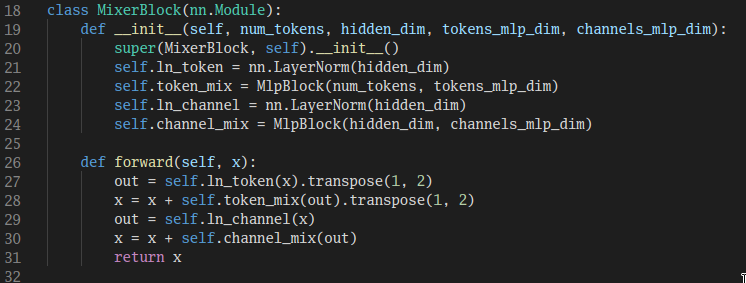 18 class MixerBlock(nn.Module):
19     def __init__(self, num_tokens, hidden_dim, tokens_mlp_dim, channels_mlp_dim):
20         super(MixerBlock, self).__init__()
21         self.ln_token = nn.LayerNorm(hidden_dim)
22         self.token_mix = MlpBlock(num_tokens, tokens_mlp_dim)
23         self.ln_channel = nn.LayerNorm(hidden_dim)
24         self.channel_mix = MlpBlock(hidden_dim, channels_mlp_dim)
25
26     def forward(self, x):
27         out = self.ln_token(x).transpose(1, 2)
28         x = x + self.token_mix(out).transpose(1, 2)
29         out = self.ln_channel(x)
30         x = x + self.channel_mix(out)
31         return x
32